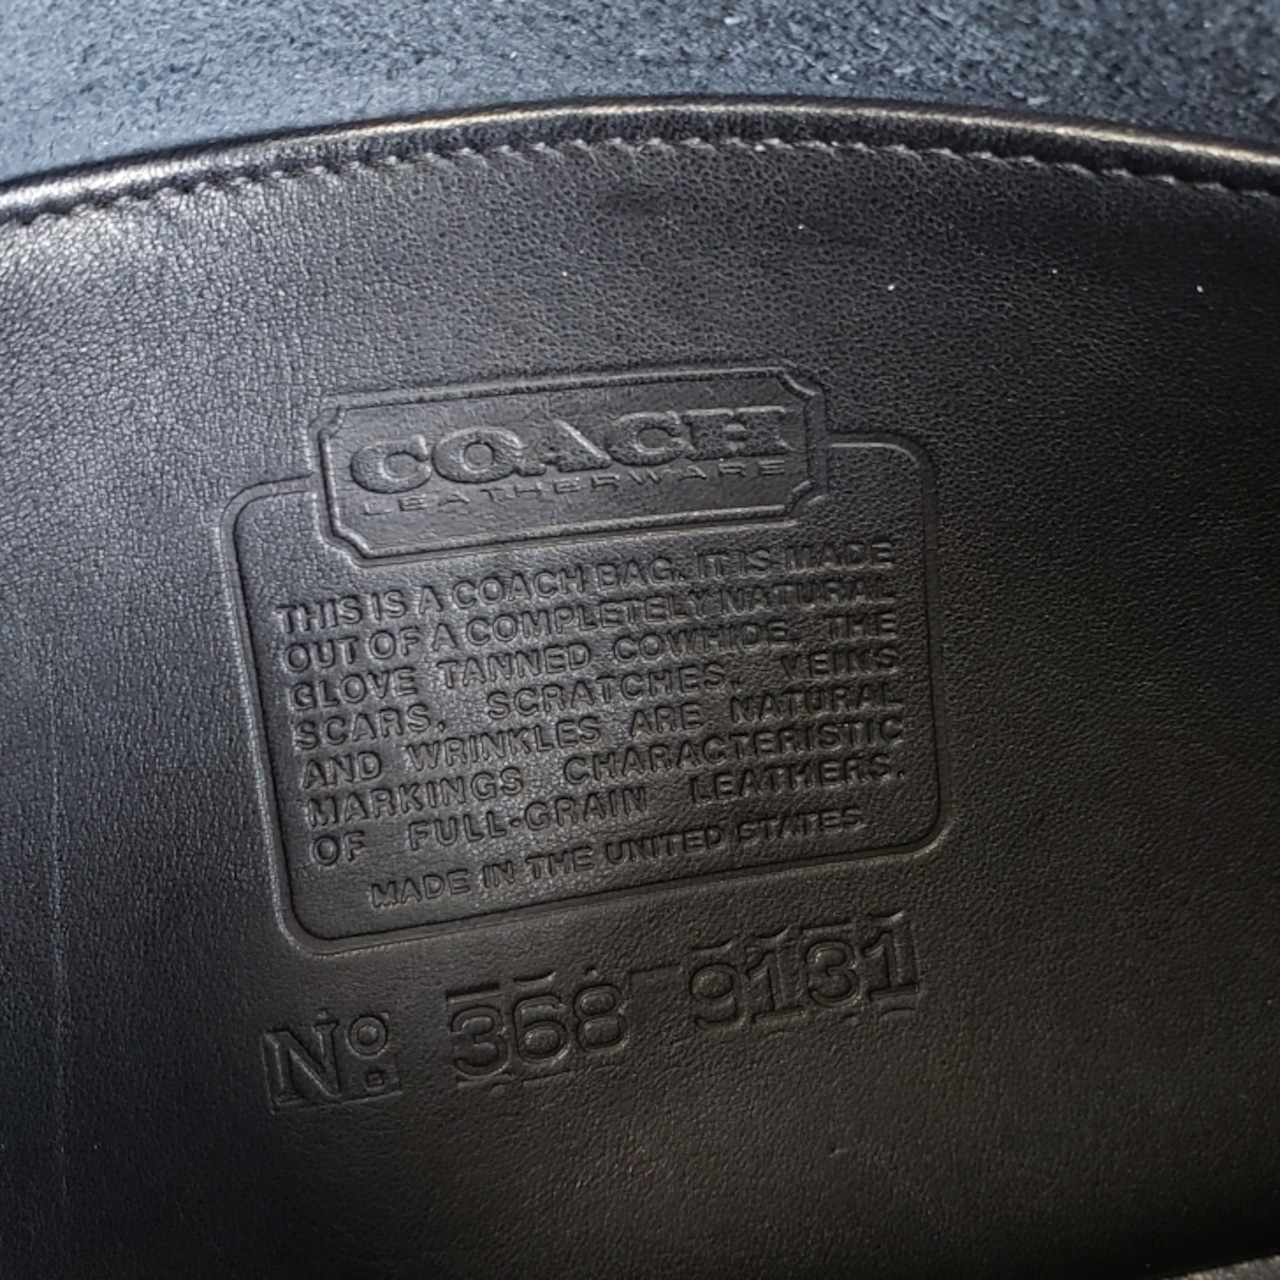 COACH
LEATHERWARE
THIS IS A COACH BAG. IT IS MADE
OUT OF A COMPLETELY NATURAL
GLOVE TANNED COWHIDE. THE
SCARS, SCRATCHES, VEINS
AND WRINKLES ARE NATURAL
MARKINGS CHARACTERISTIC
OF FULL-GRAIN LEATHERS.
MADE IN THE UNITED STATES
No 368-9131